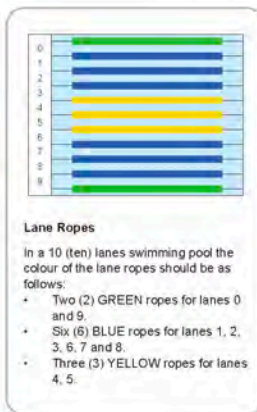 0
1
2
3
4
5
6
7
8
9
Lane Ropes
In a 10 (ten) lanes swimming pool the
colour of the lane ropes should be as
follows:
• Two (2) GREEN ropes for lanes 0
and 9.
• Six (6) BLUE ropes for lanes 1, 2,
3, 6, 7 and 8.
• Three (3) YELLOW ropes for lanes
4, 5.